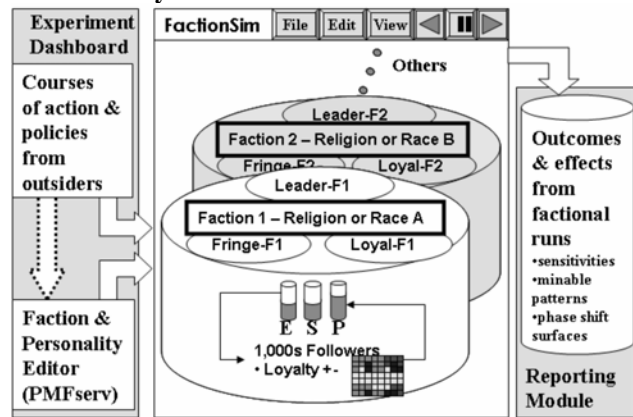 Experiment
Dashboard
Courses
of action &
policies
from
outsiders
Faction &
Personality
Editor
(PMFserv)
FactionSim
File
Edit
View
Others
Leader-F2
Faction 2 – Religion or Race B
Fringe-F2
Loyal-F2
Leader-F1
Faction 1 – Religion or Race A
Fringe-F1
Loyal-F1
E S P
1,000s Followers
• Loyalty +-
Outcomes
& effects
from
factional
runs
•sensitivities
•minable
patterns
•phase shift
surfaces
Reporting
Module